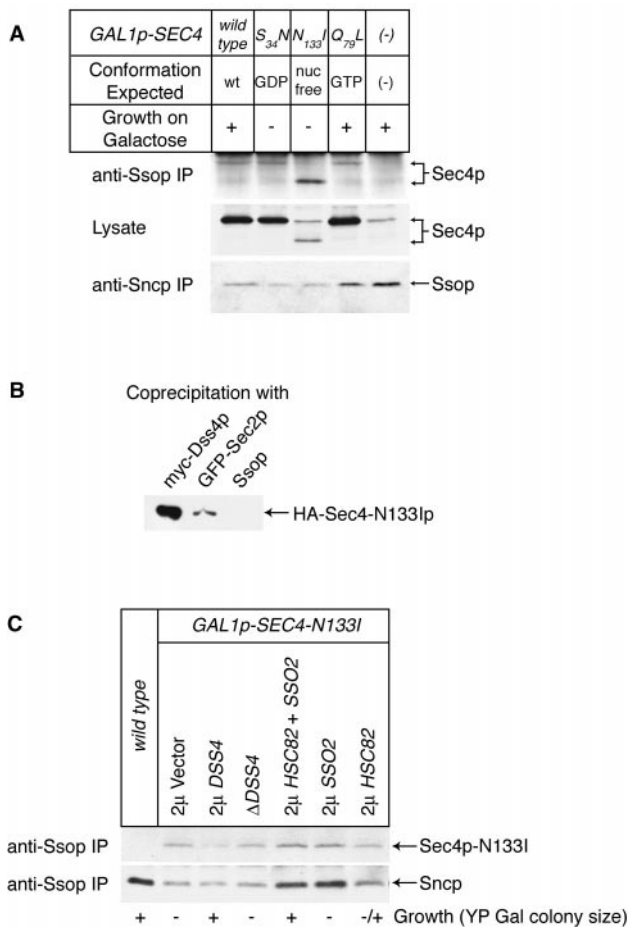 A
GAL1p-SEC4 wild type S₃₄N N₁₃₃I Q₇₉L (-)
Conformation Expected wt GDP nuc free GTP (-)
Growth on Galactose + - - + +
anti-Ssop IP Sec4p
Lysate Sec4p
anti-Sncp IP Ssop
B
Coprecipitation with
myc-Dss4p
GFP-Sec2p
Ssop
HA-Sec4-N133Ip
C
GAL1p-SEC4-N133I
wild type
2μ Vector
2μ DSS4
ΔDSS4
2μ HSC82 + SSO2
2μ SSO2
2μ HSC82
anti-Ssop IP Sec4p-N133I
anti-Ssop IP Sncp
+ - + - + - -/+ Growth (YP Gal colony size)